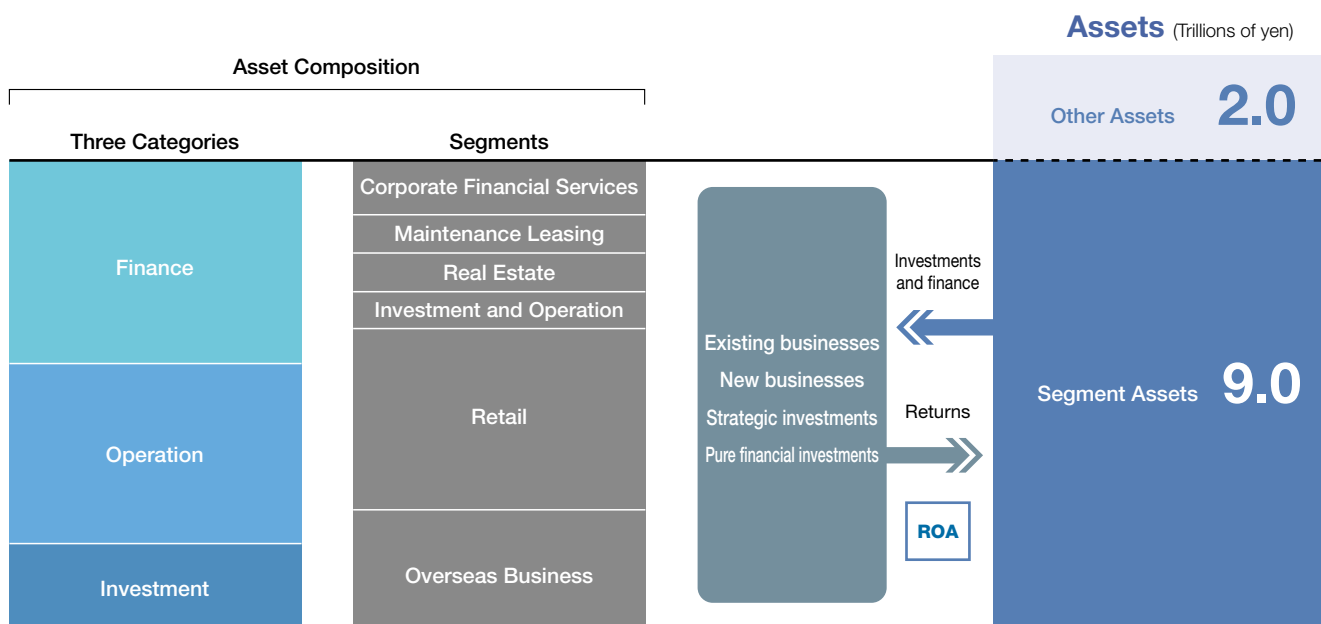 Assets (Trillions of yen)
Asset Composition
Other Assets 2.0
Three Categories
Segments
Finance
Operation
Investment
Corporate Financial Services
Maintenance Leasing
Real Estate
Investment and Operation
Retail
Overseas Business
Existing businesses
New businesses
Strategic investments
Pure financial investments
Investments
and finance
Returns
ROA
Segment Assets 9.0